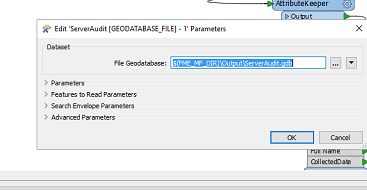 AttributeKeeper
Output
Edit 'ServerAudit [GEODATABASE_FILE] - 1' Parameters
Dataset
File Geodatabase:
$(FME_MF_DIR)\Output\ServerAudit.gdb
...
Parameters
Features to Read Parameters
Search Envelope Parameters
Advanced Parameters
OK
Cancel
Full Name
CollectedDate